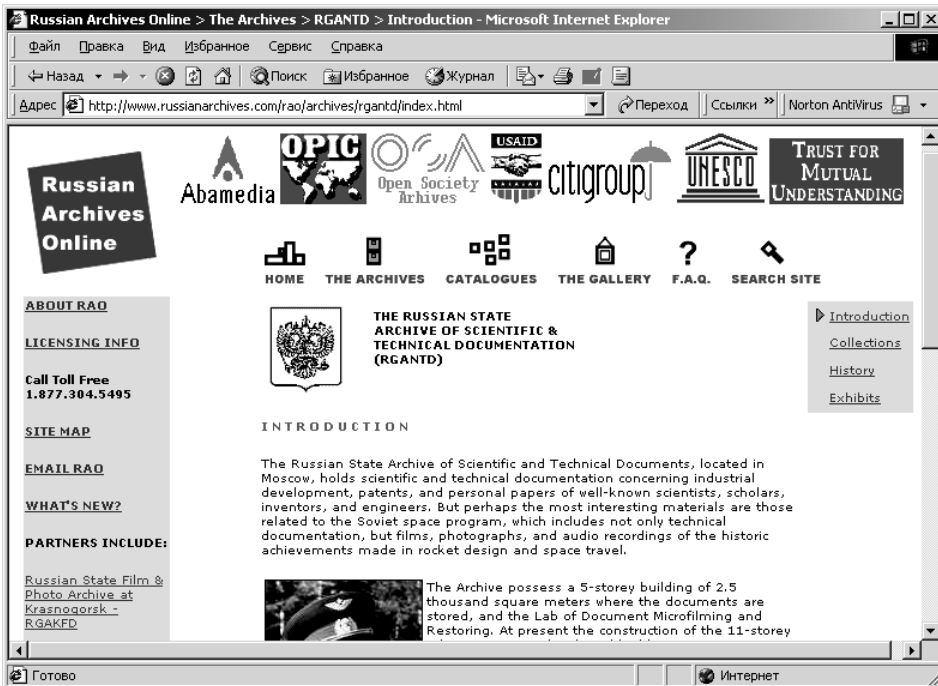 Russian Archives Online > The Archives > RGANTD > Introduction - Microsoft Internet Explorer
Файл Правка Вид Избранное Сервис Справка
Назад Поиск Избранное Журнал
Адрес http://www.russianarchives.com/rao/archives/rgantd/index.html Переход Ссылки » Norton AntiVirus
Russian
Archives
Online
Abamedia
OPIC
Open Society
Arhives
USAID
citigroup
UNESCO
TRUST FOR
MUTUAL
UNDERSTANDING
HOME THE ARCHIVES CATALOGUES THE GALLERY F.A.Q. SEARCH SITE
ABOUT RAO
LICENSING INFO
Call Toll Free
1.877.304.5495
SITE MAP
EMAIL RAO
WHAT'S NEW?
PARTNERS INCLUDE:
Russian State Film &
Photo Archive at
Krasnogorsk -
RGAKFD
THE RUSSIAN STATE
ARCHIVE OF SCIENTIFIC &
TECHNICAL DOCUMENTATION
(RGANTD)
Introduction
Collections
History
Exhibits
INTRODUCTION
The Russian State Archive of Scientific and Technical Documents, located in
Moscow, holds scientific and technical documentation concerning industrial
development, patents, and personal papers of well-known scientists, scholars,
inventors, and engineers. But perhaps the most interesting materials are those
related to the Soviet space program, which includes not only technical
documentation, but films, photographs, and audio recordings of the historic
achievements made in rocket design and space travel.
The Archive possess a 5-storey building of 2.5
thousand square meters where the documents are
stored, and the Lab of Document Microfilming and
Restoring. At present the construction of the 11-storey
Готово Интернет